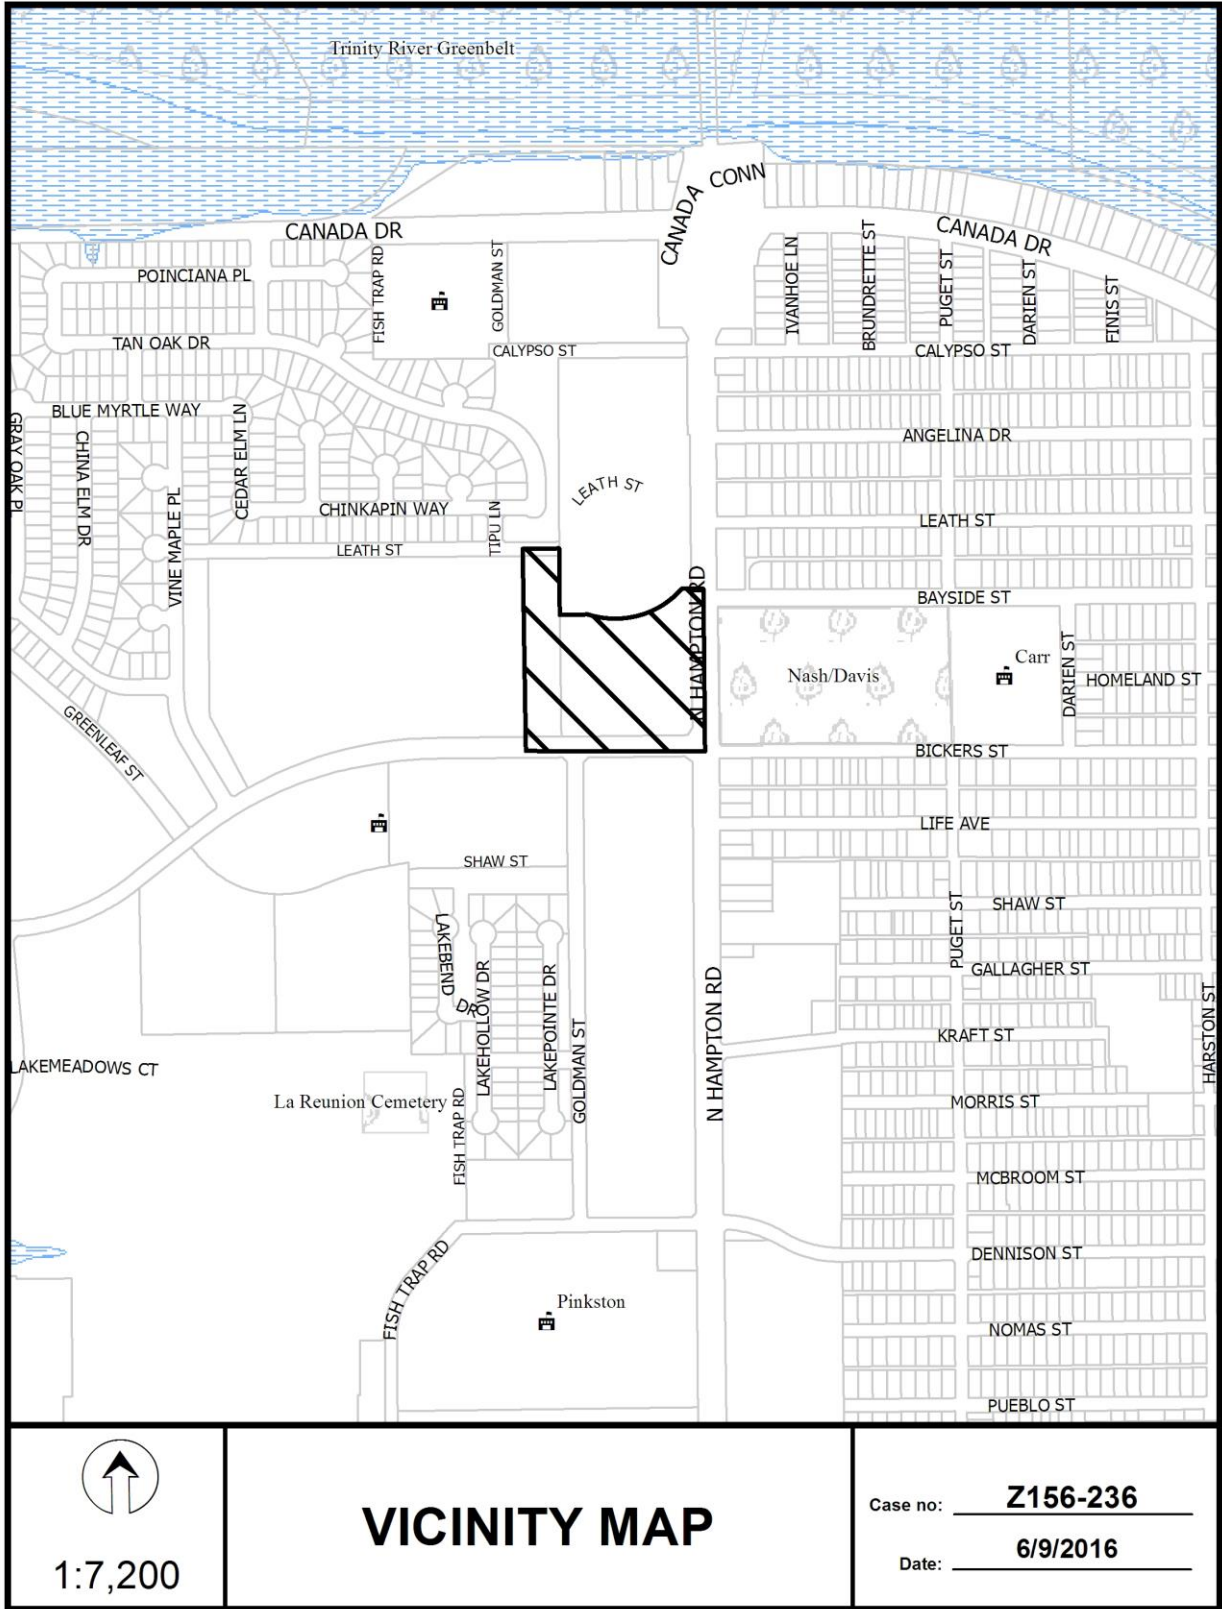 Trinity River Greenbelt
CANADA CONN
CANADA DR
CANADA DR
POINCIANA PL
FISH TRAP RD
GOLDMAN ST
IVANHOE LN
BRUNDRETTE ST
PUGET ST
DARIEN ST
FINIS ST
TAN OAK DR
CALYPSO ST
CALYPSO ST
BLUE MYRTLE WAY
GRAY OAK PL
CHINA ELM DR
CEDAR ELM LN
ANGELINA DR
VINE MAPLE PL
CHINKAPIN WAY
TIPU LN
LEATH ST
LEATH ST
LEATH ST
N HAMPTON RD
BAYSIDE ST
Nash/Davis
Carr
DARIEN ST
HOMELAND ST
GREENLEAF ST
BICKERS ST
LIFE AVE
SHAW ST
SHAW ST
PUGET ST
LAKEBEND DR
LAKEHOLLOW DR
LAKEPOINTE DR
GOLDMAN ST
N HAMPTON RD
GALLAGHER ST
HARSTON ST
KRAFT ST
LAKEMEADOWS CT
La Reunion Cemetery
FISH TRAP RD
MORRIS ST
MCBROOM ST
FISH TRAP RD
DENNISON ST
Pinkston
NOMAS ST
PUEBLO ST
1:7,200
VICINITY MAP
Case no: Z156-236
Date: 6/9/2016